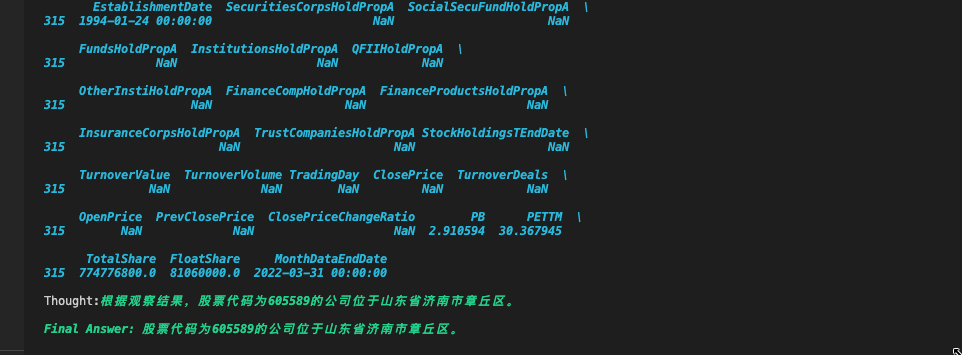 EstablishmentDate  SecuritiesCorpsHoldPropA  SocialSecuFundHoldPropA  \
315  1994-01-24 00:00:00                       NaN                      NaN
FundsHoldPropA  InstitutionsHoldPropA  QFIIHoldPropA  \
315             NaN                    NaN            NaN
OtherInstiHoldPropA  FinanceCompHoldPropA  FinanceProductsHoldPropA  \
315                  NaN                   NaN                       NaN
InsuranceCorpsHoldPropA  TrustCompaniesHoldPropA StockHoldingsTEndDate  \
315                      NaN                      NaN                   NaN
TurnoverValue  TurnoverVolume TradingDay  ClosePrice  TurnoverDeals  \
315            NaN             NaN        NaN         NaN            NaN
OpenPrice  PrevClosePrice  ClosePriceChangeRatio        PB      PETTM  \
315        NaN             NaN                    NaN  2.910594  30.367945
TotalShare  FloatShare     MonthDataEndDate
315  774776800.0  81060000.0  2022-03-31 00:00:00
Thought:根据观察结果, 股票代码为605589的公司位于山东省济南市章丘区。
Final Answer: 股票代码为605589的公司位于山东省济南市章丘区。